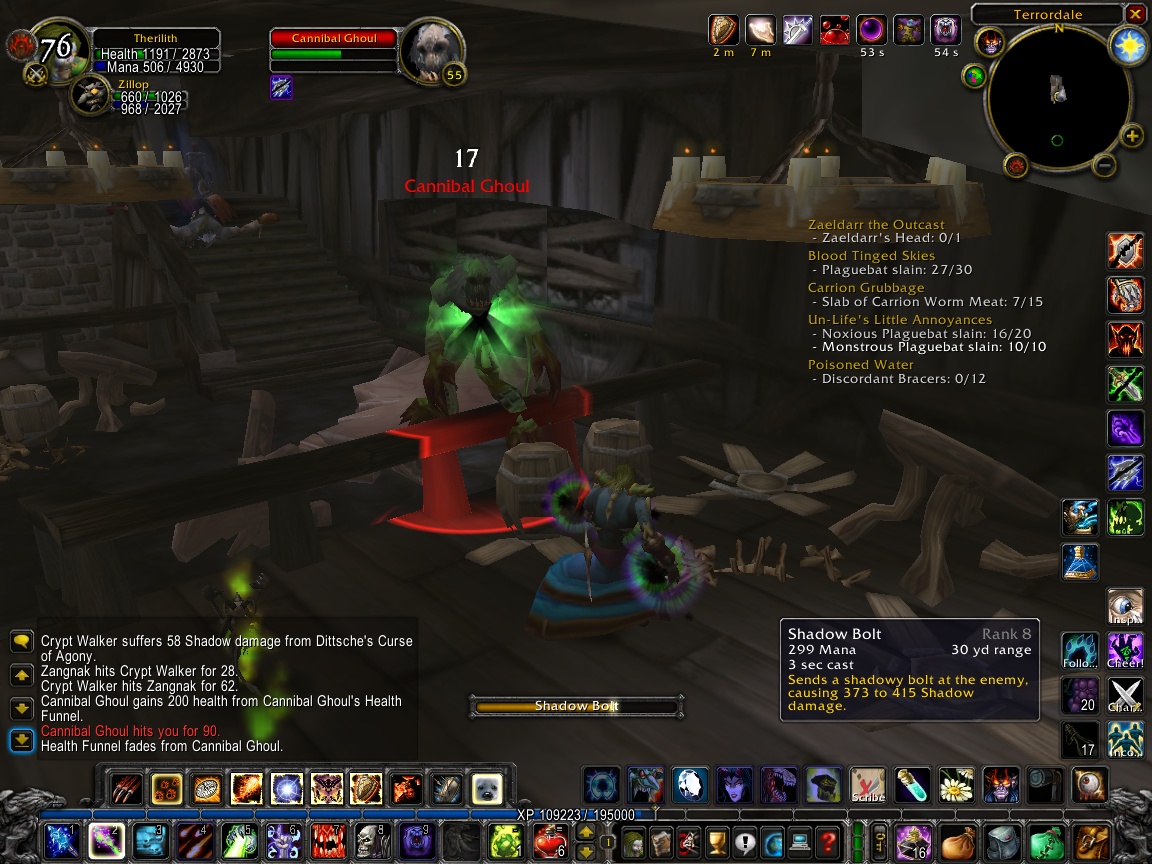 Terrordale
N
76
Therilith
Health 1191 / 2873
Mana 506 / 4930
Zillop
660 / 1026
968 / 2027
Cannibal Ghoul
55
2 m
7 m
53 s
54 s
17
Cannibal Ghoul
Zaeldarr the Outcast
- Zaeldarr's Head: 0/1
Blood Tinged Skies
- Plaguebat slain: 27/30
Carrion Grubbage
- Slab of Carrion Worm Meat: 7/15
Un-Life's Little Annoyances
- Noxious Plaguebat slain: 16/20
- Monstrous Plaguebat slain: 10/10
Poisoned Water
- Discordant Bracers: 0/12
Crypt Walker suffers 58 Shadow damage from Dittsche's Curse
of Agony.
Zangnak hits Crypt Walker for 28.
Crypt Walker hits Zangnak for 62.
Cannibal Ghoul gains 200 health from Cannibal Ghoul's Health
Funnel.
Cannibal Ghoul hits you for 90.
Health Funnel fades from Cannibal Ghoul.
Shadow Bolt
Shadow Bolt Rank 8
299 Mana 30 yd range
3 sec cast
Sends a shadowy bolt at the enemy,
causing 373 to 415 Shadow
damage.
Insp..
Follo... Cheer!
20 Char..
17
Scribe
XP 109223 / 195000
1 2 3 4 5 6 7 8 9 = 6 1 16